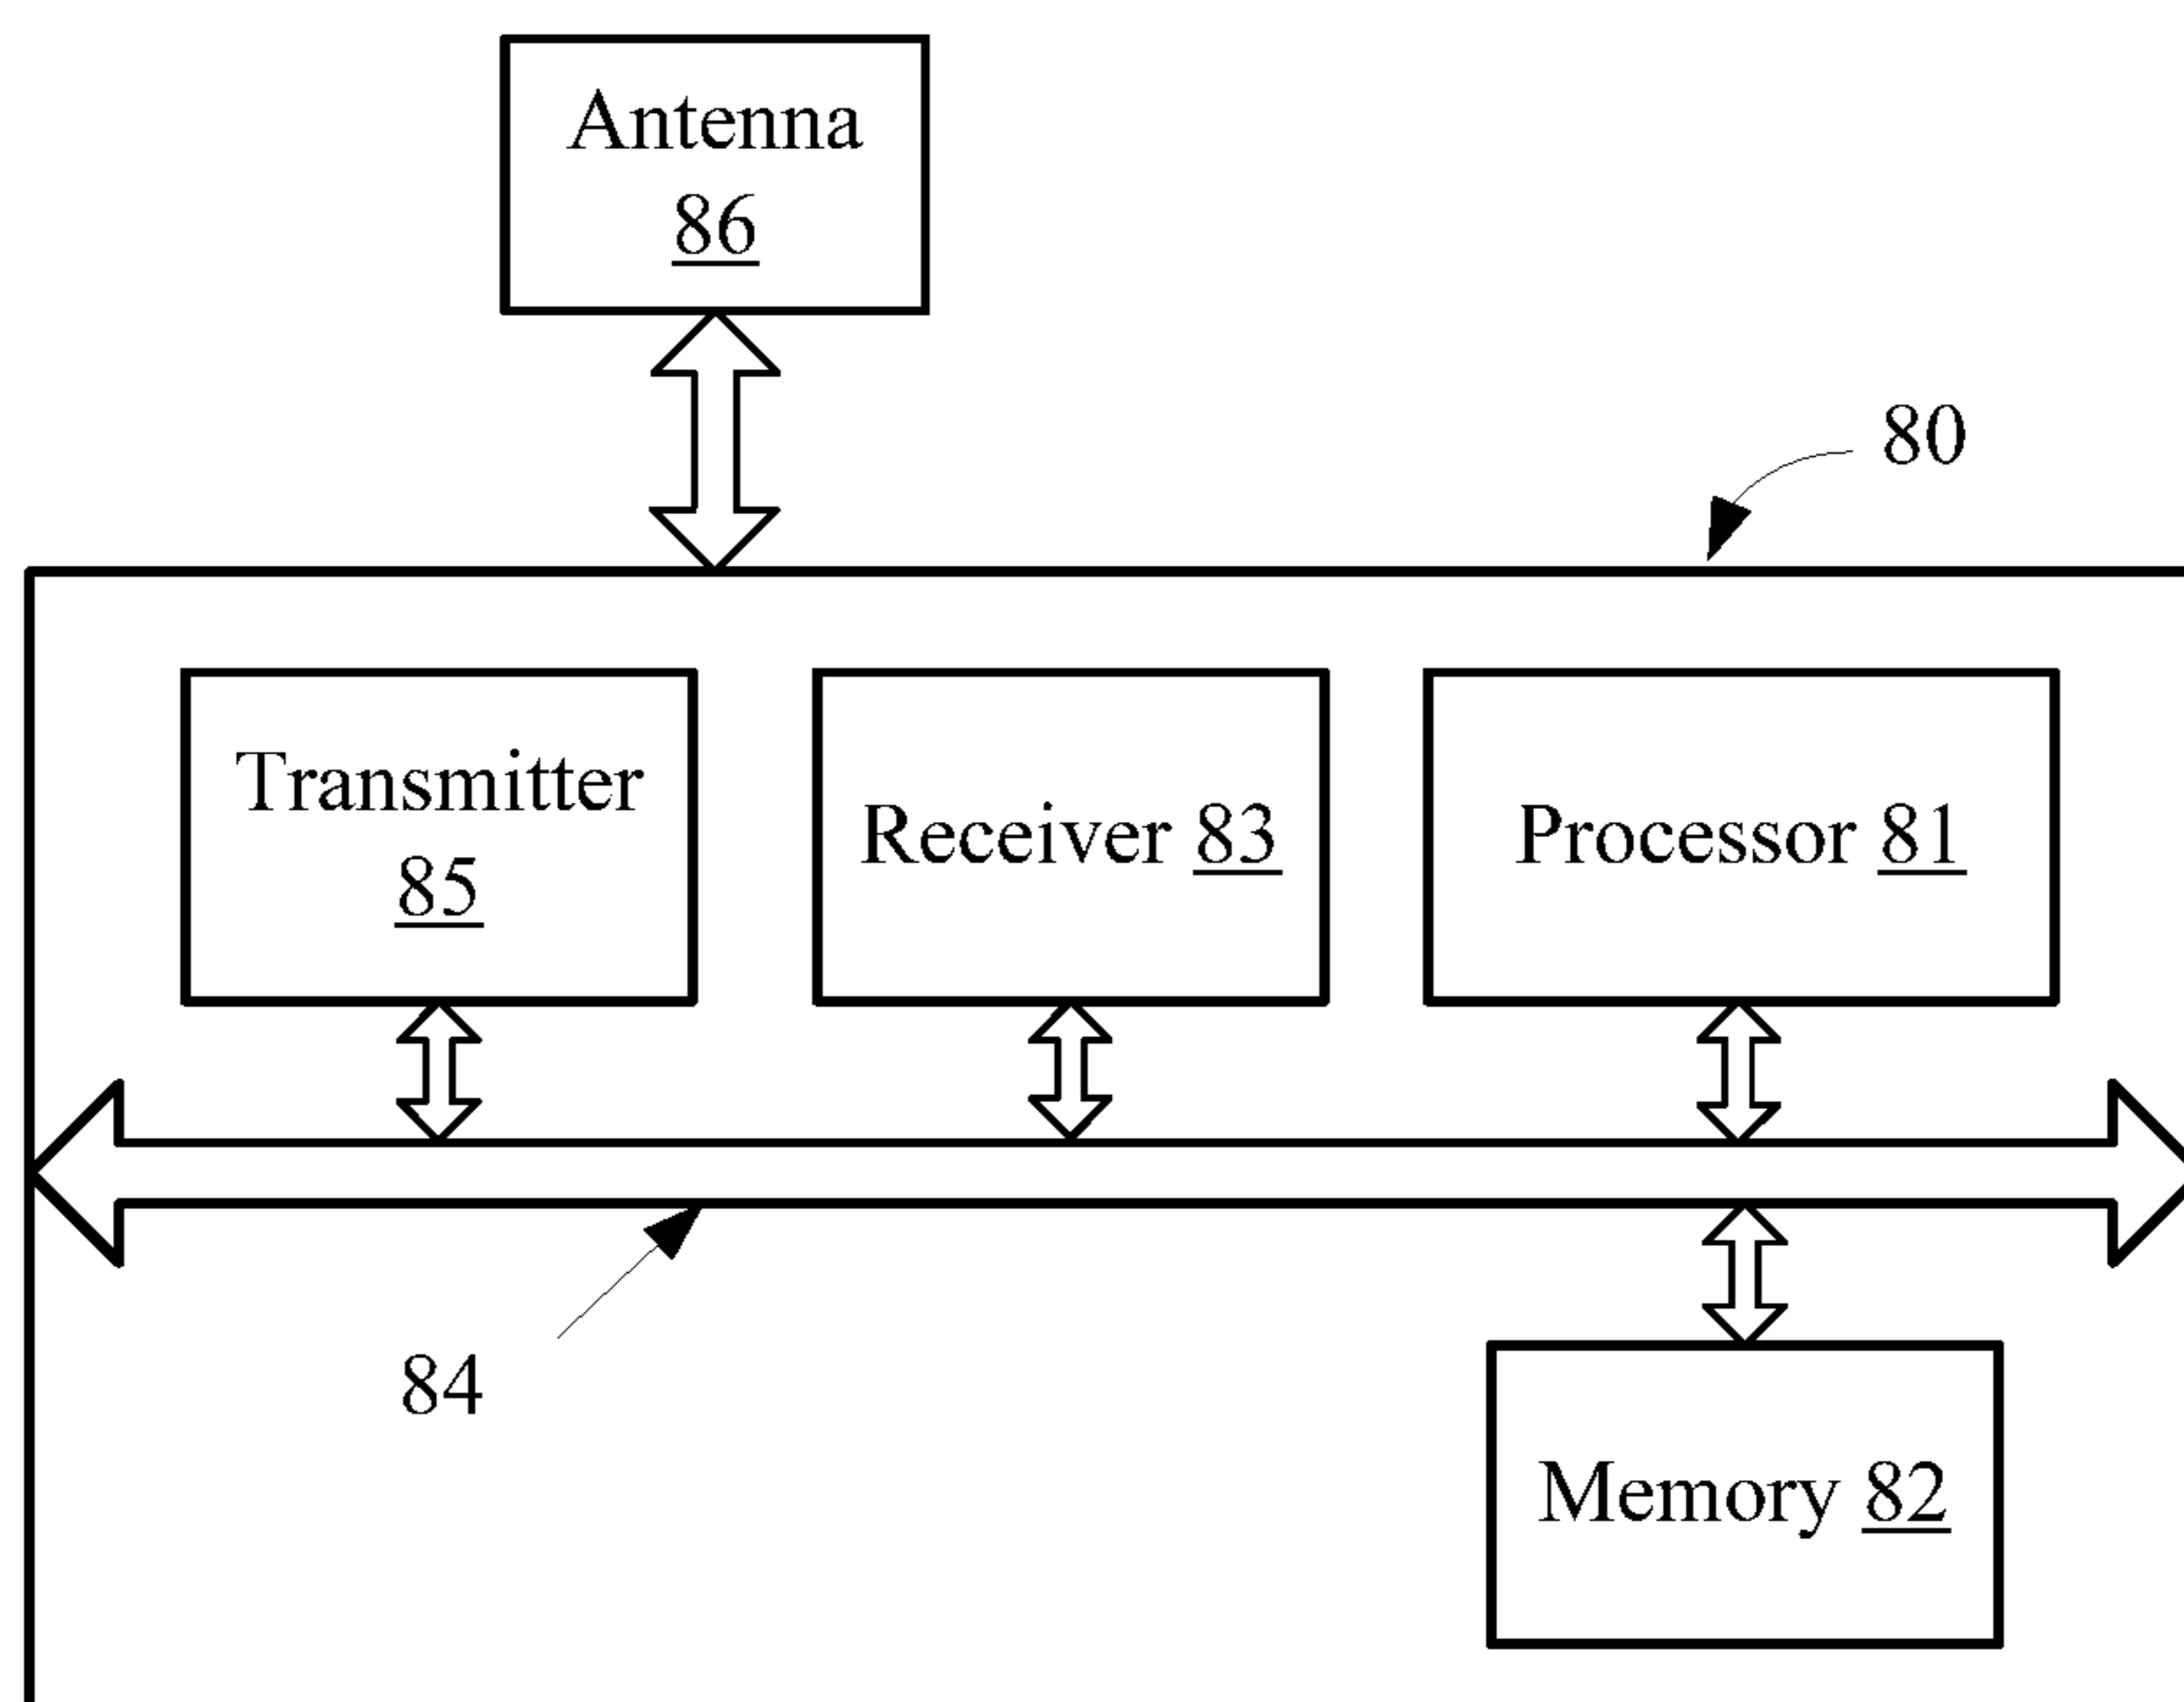 Antenna
86
80
Transmitter
85
Receiver 83
Processor 81
84
Memory 82